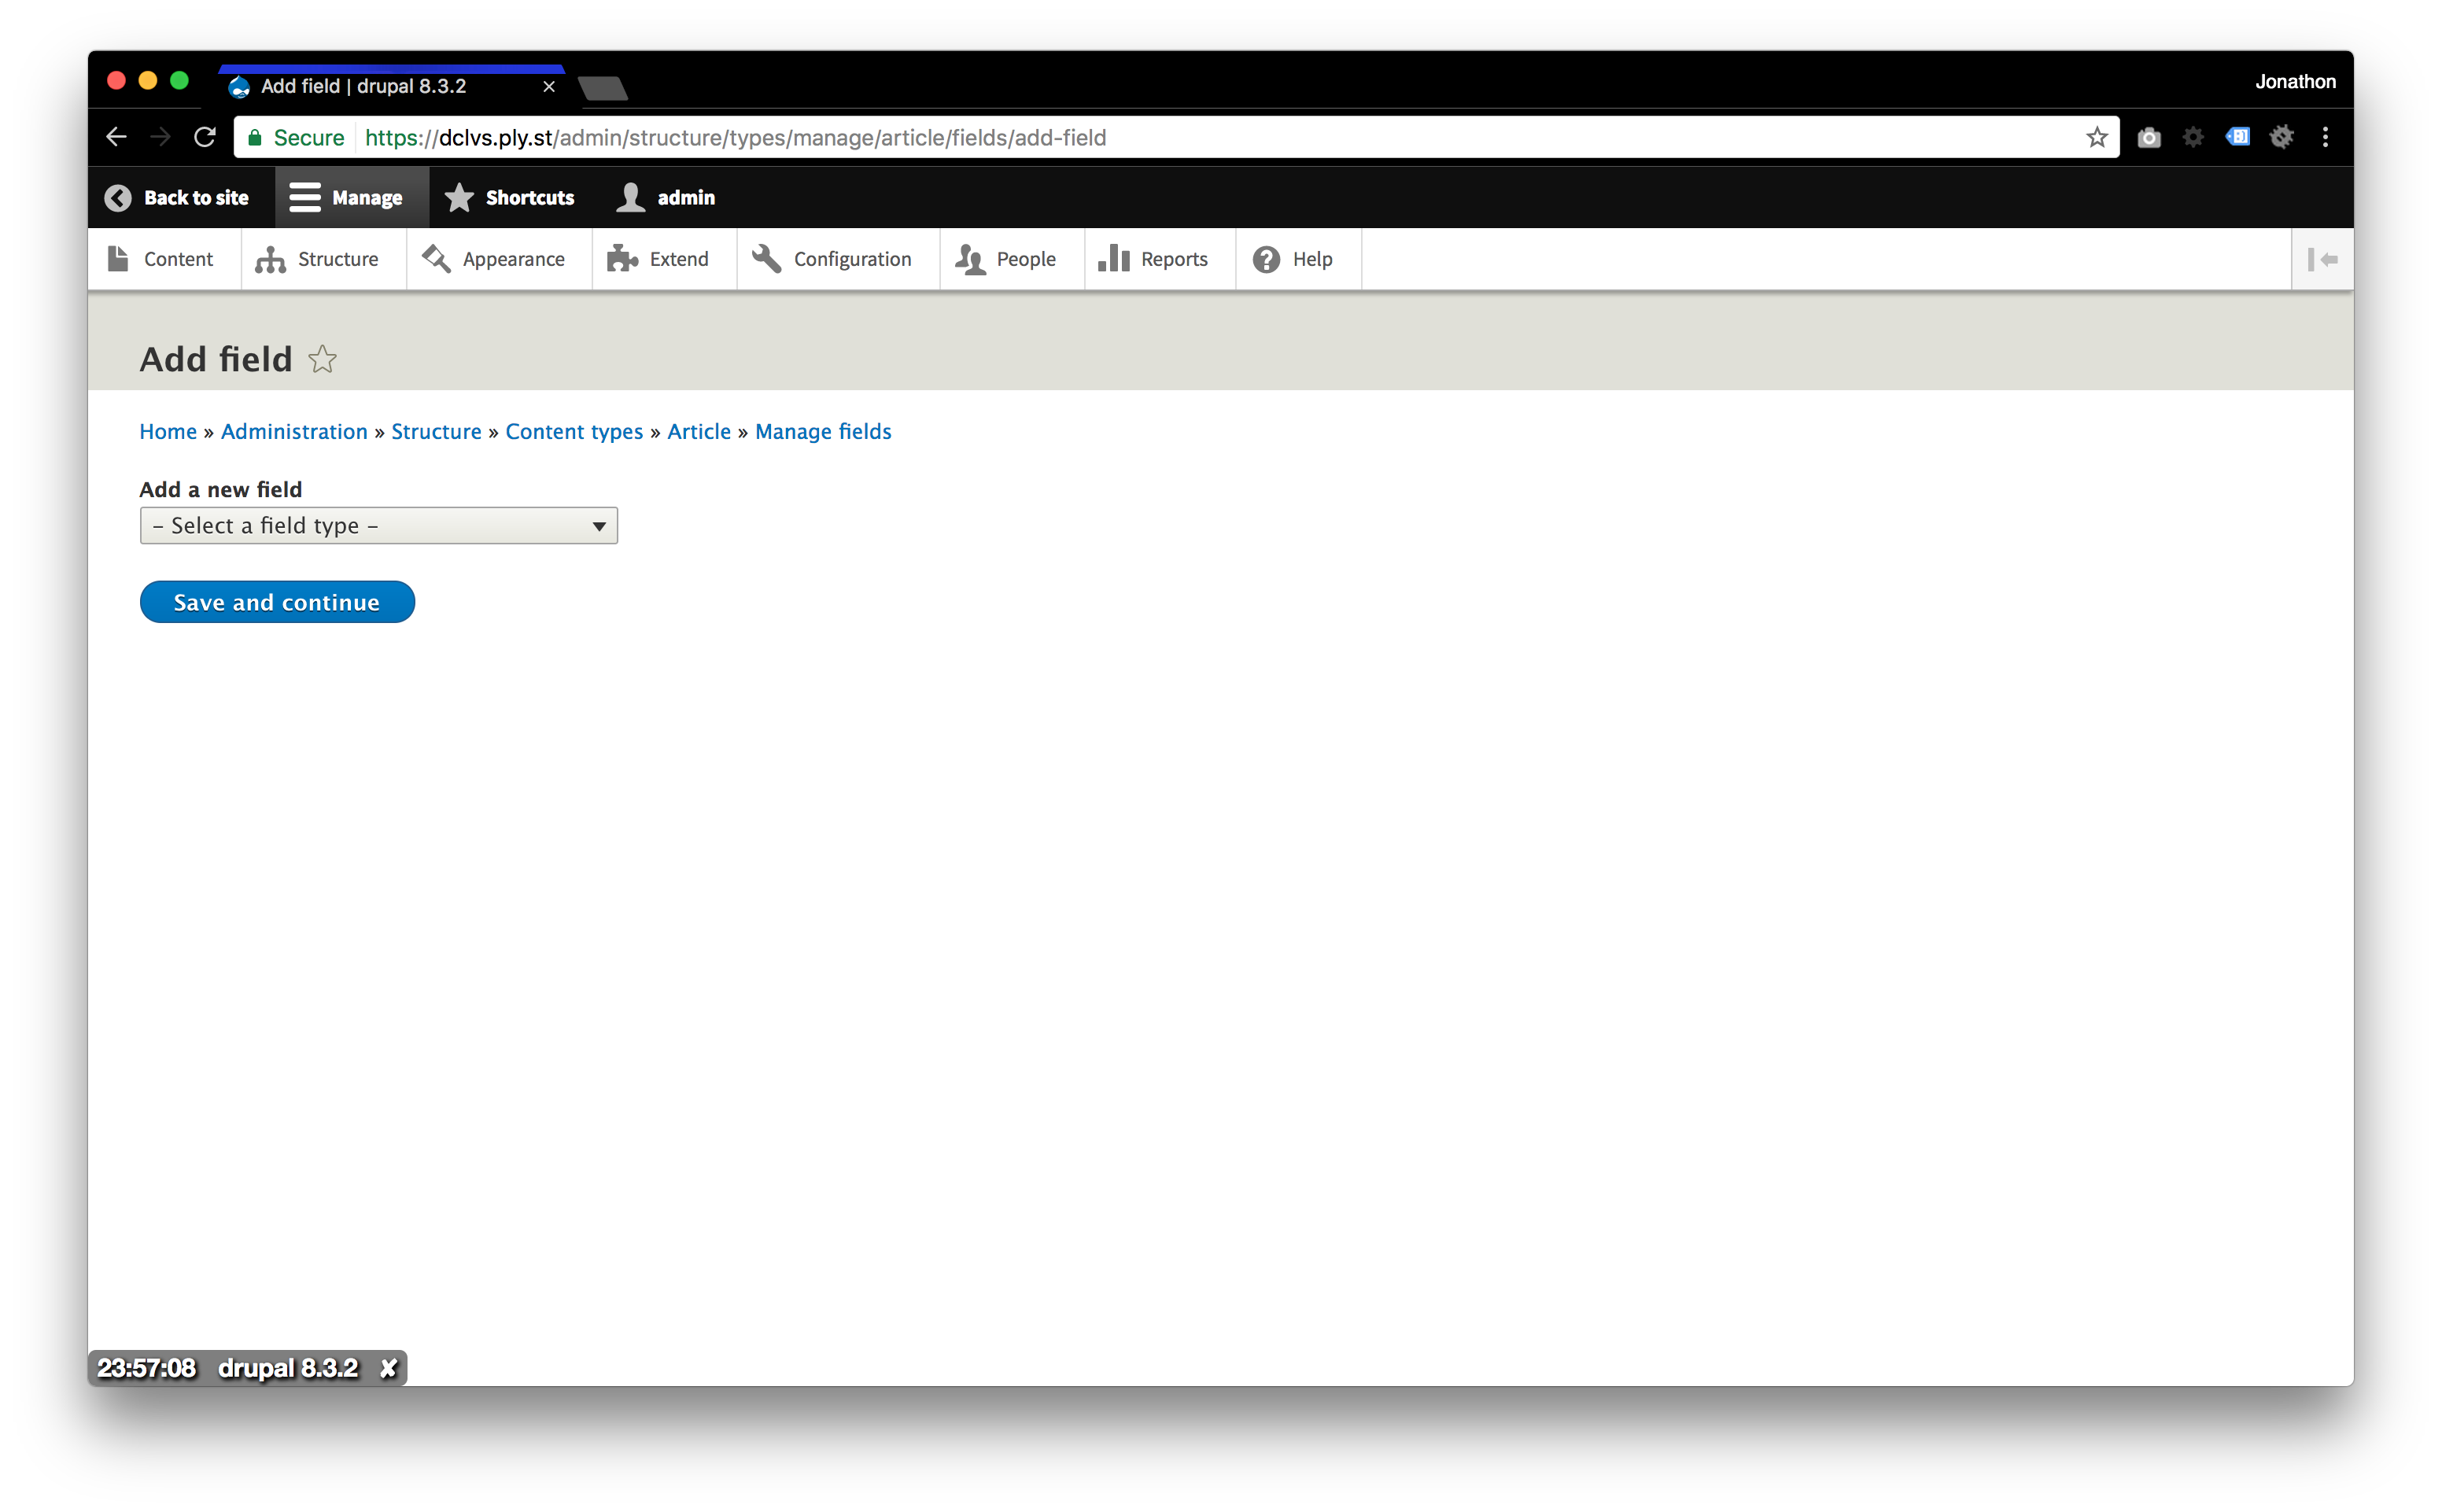 Add field | drupal 8.3.2
Jonathon
Secure https://dclvs.ply.st/admin/structure/types/manage/article/fields/add-field
Back to site Manage Shortcuts admin
Content Structure Appearance Extend Configuration People Reports Help
Add field
Home » Administration » Structure » Content types » Article » Manage fields
Add a new field
– Select a field type –
Save and continue
23:57:08 drupal 8.3.2 ✘